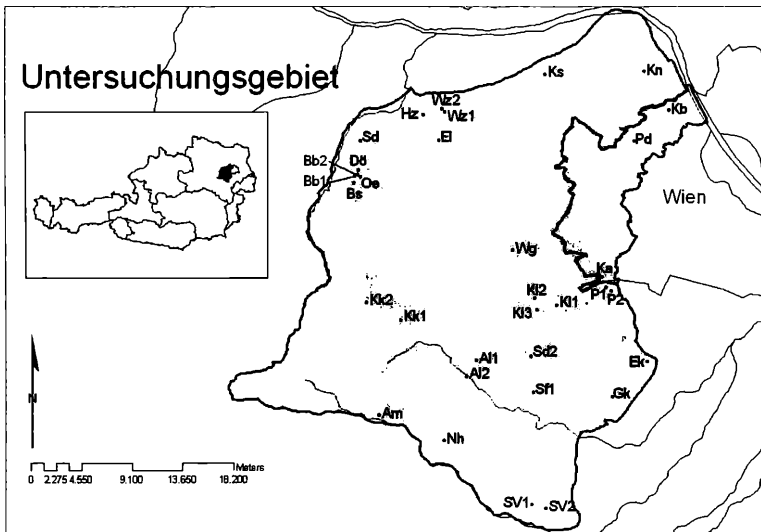 Untersuchungsgebiet
Ks
Kn
Wz2
Hz
Wz1
Kb
Sd
El
Pd
Bb2
Dö
Bb1
Oe
Bs
Wien
Wg
Ka
Kk2
Kl2
Kl1
P1
P2
Kk1
Kl3
Al1
Sd2
Ek
Al2
Sf1
Gk
N
Am
Nh
Meters
0 2.275 4.550 9.100 13.650 18.200
SV1
SV2